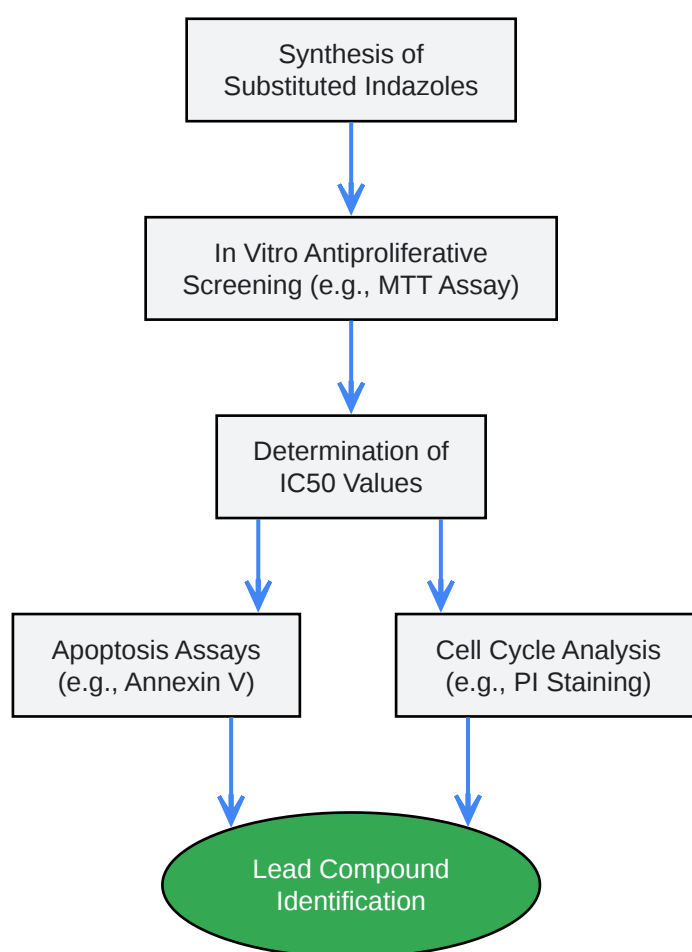 Synthesis of
Substituted Indazoles
In Vitro Antiproliferative
Screening (e.g., MTT Assay)
Determination of
IC50 Values
Apoptosis Assays
(e.g., Annexin V)
Cell Cycle Analysis
(e.g., PI Staining)
Lead Compound
Identification